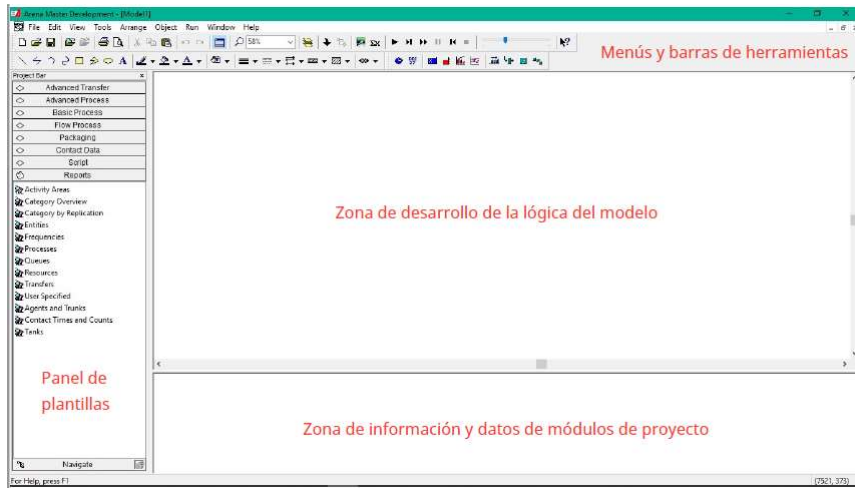 Arena Master Development - [Model1]
File Edit View Tools Arrange Object Run Window Help
58%
Menús y barras de herramientas
Project Bar
Advanced Transfer
Advanced Process
Basic Process
Flow Process
Packaging
Contact Data
Script
Reports
Activity Areas
Category Overview
Category by Replication
Entities
Frequencies
Processes
Queues
Resources
Transfers
User Specified
Agents and Trunks
Contact Times and Counts
Tanks
Zona de desarrollo de la lógica del modelo
Panel de
plantillas
Zona de información y datos de módulos de proyecto
Navigate
For Help, press F1
(7521, 373)